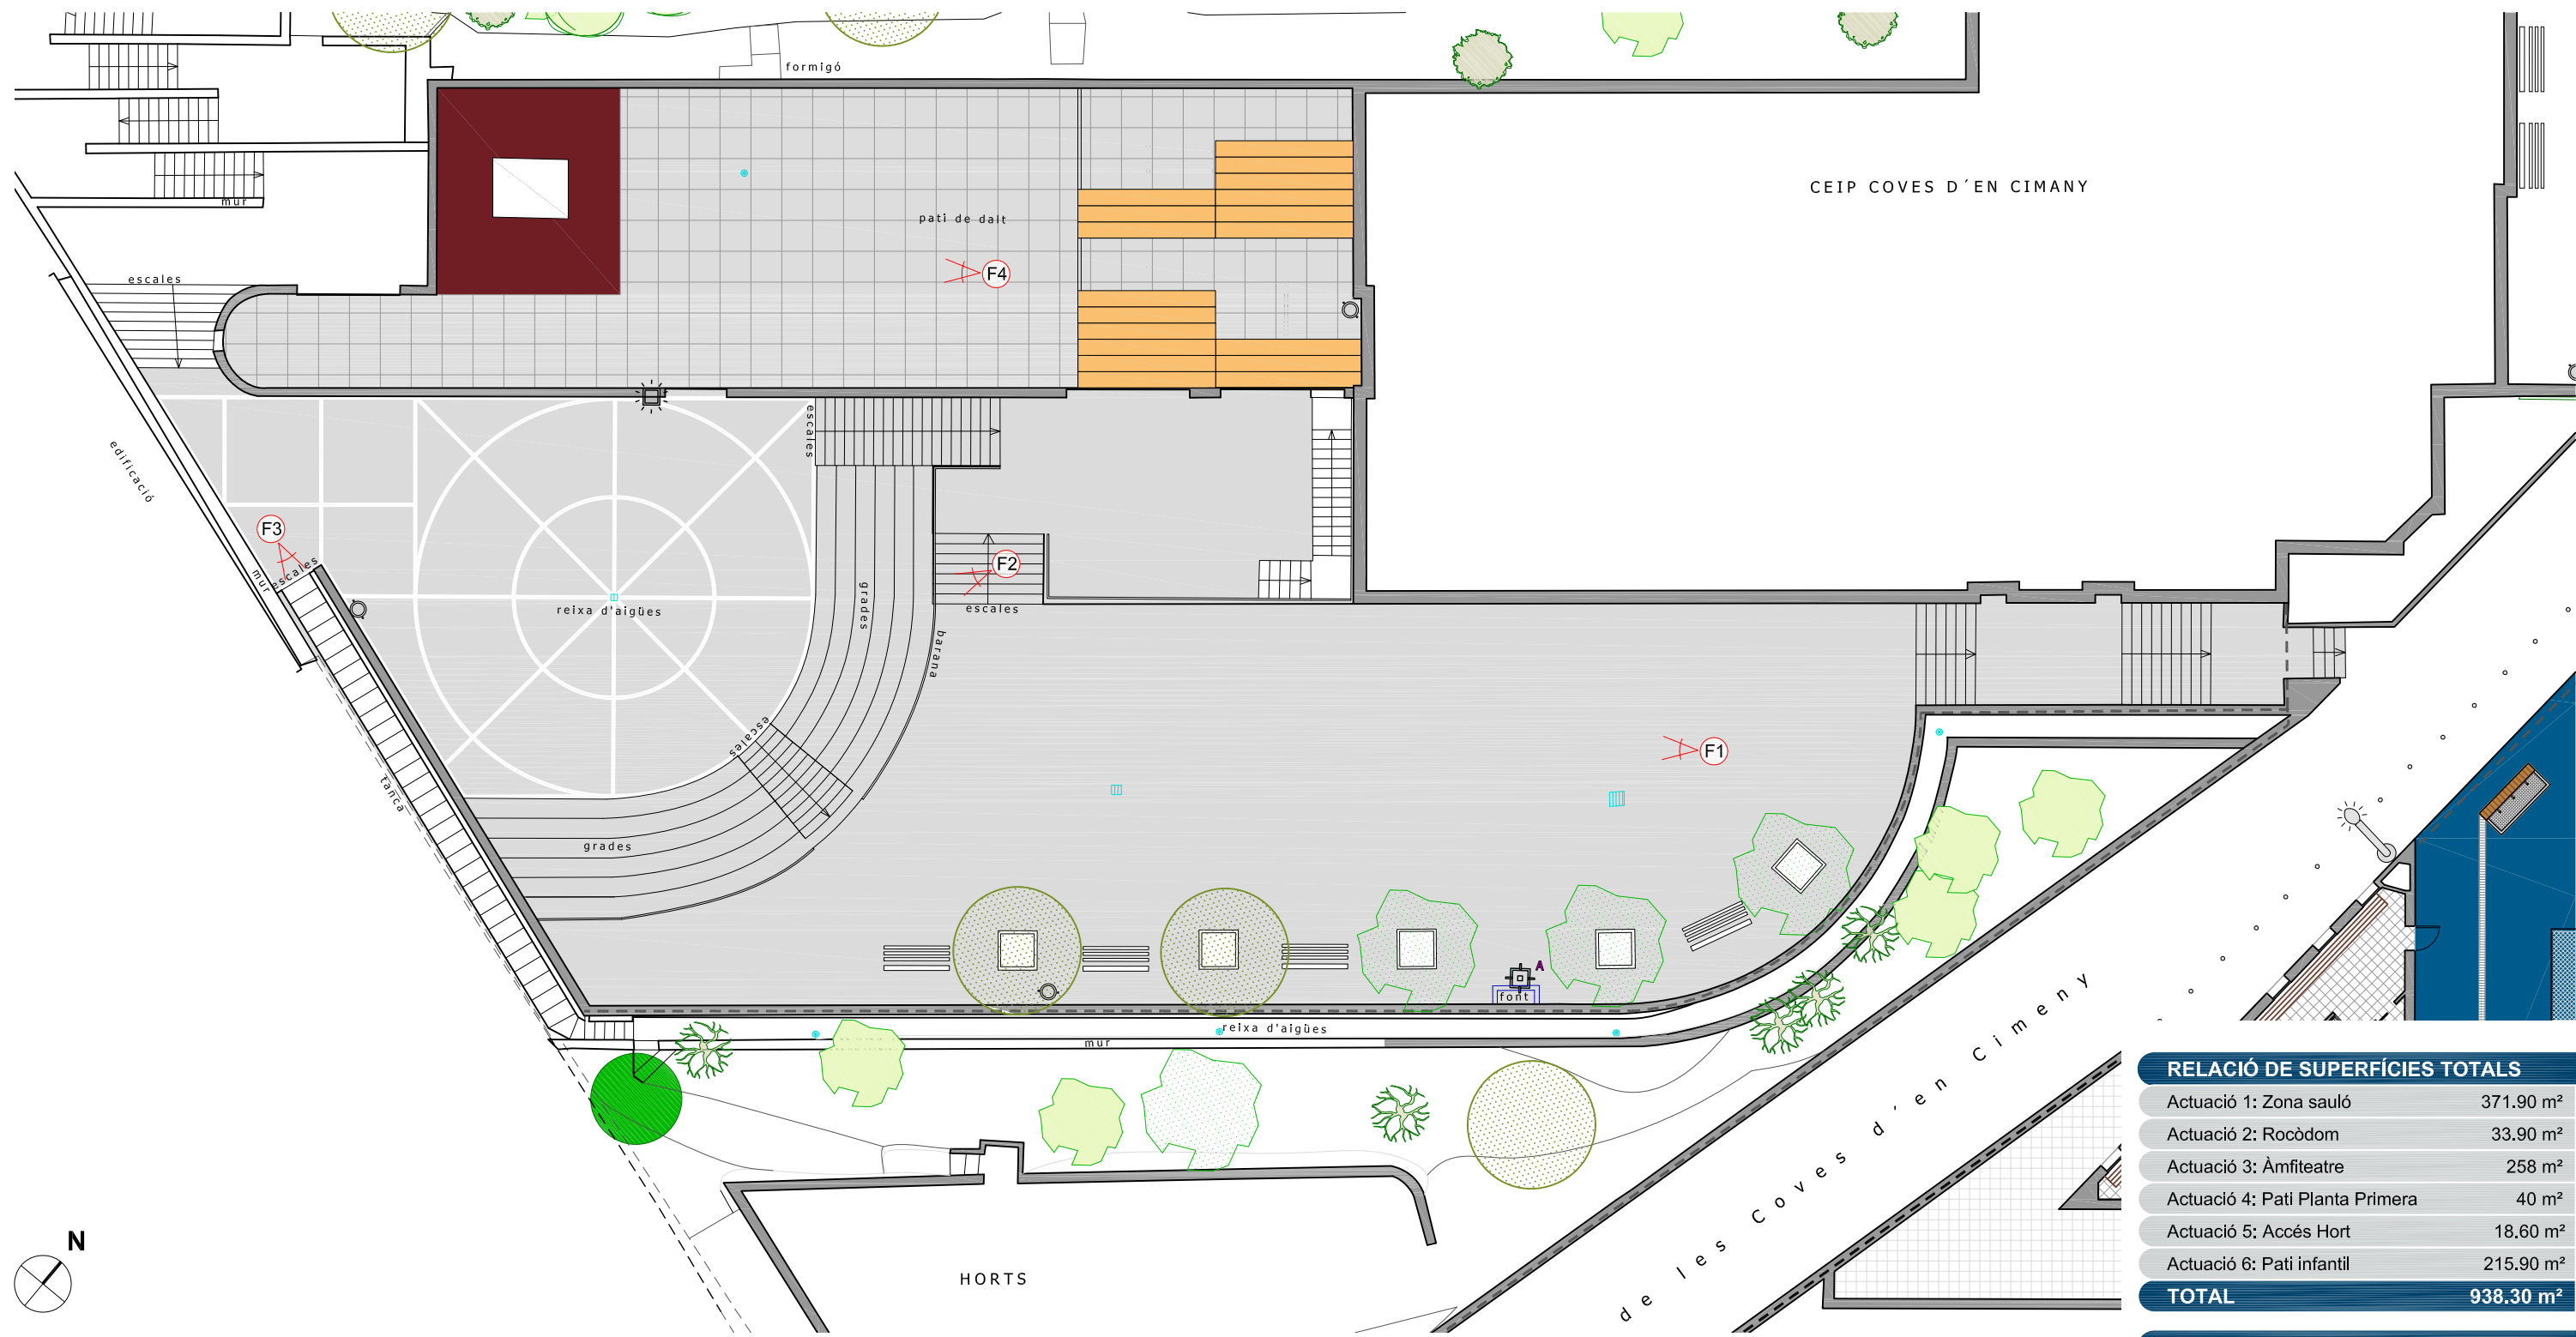 formigó
CEIP COVES D´EN CIMANY
mur
pati de dalt
F4
escales
escales
edificació
F3
escales
mur
F2
grades
reixa d'aigües
escales
barana
F1
escales
tanca
grades
A
font
reixa d'aigües
mur
de les Coves d´en Cimeny
HORTS
N
RELACIÓ DE SUPERFÍCIES TOTALS
Actuació 1: Zona sauló 371.90 m²
Actuació 2: Rocòdom 33.90 m²
Actuació 3: Àmfiteatre 258 m²
Actuació 4: Pati Planta Primera 40 m²
Actuació 5: Accés Hort 18.60 m²
Actuació 6: Pati infantil 215.90 m²
TOTAL 938.30 m²